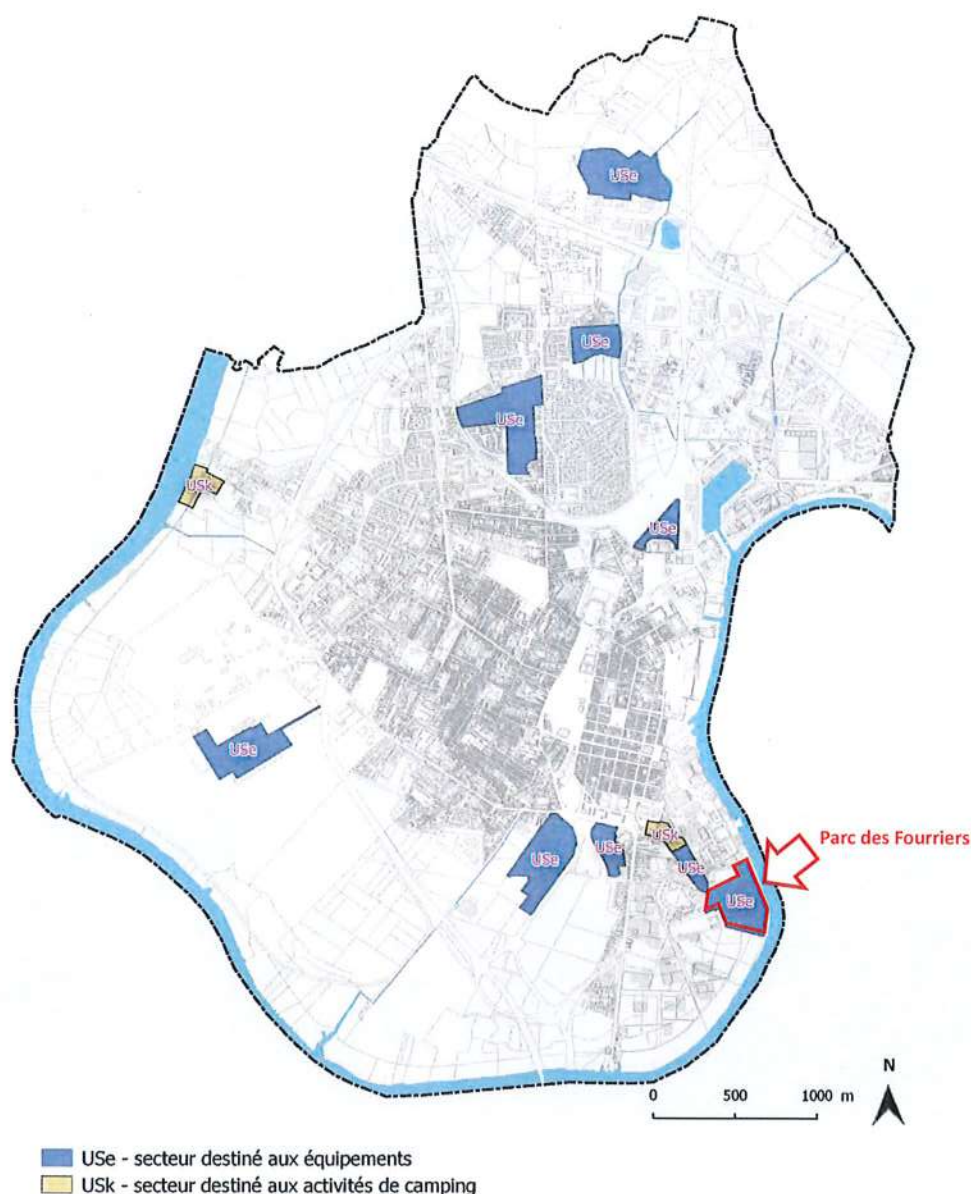 USe
USe
USe
USk
USe
USe
USk
USe
USe
USe
Parc des Fourriers
USe
N
0 500 1000 m
USe - secteur destiné aux équipements
USk - secteur destiné aux activités de camping